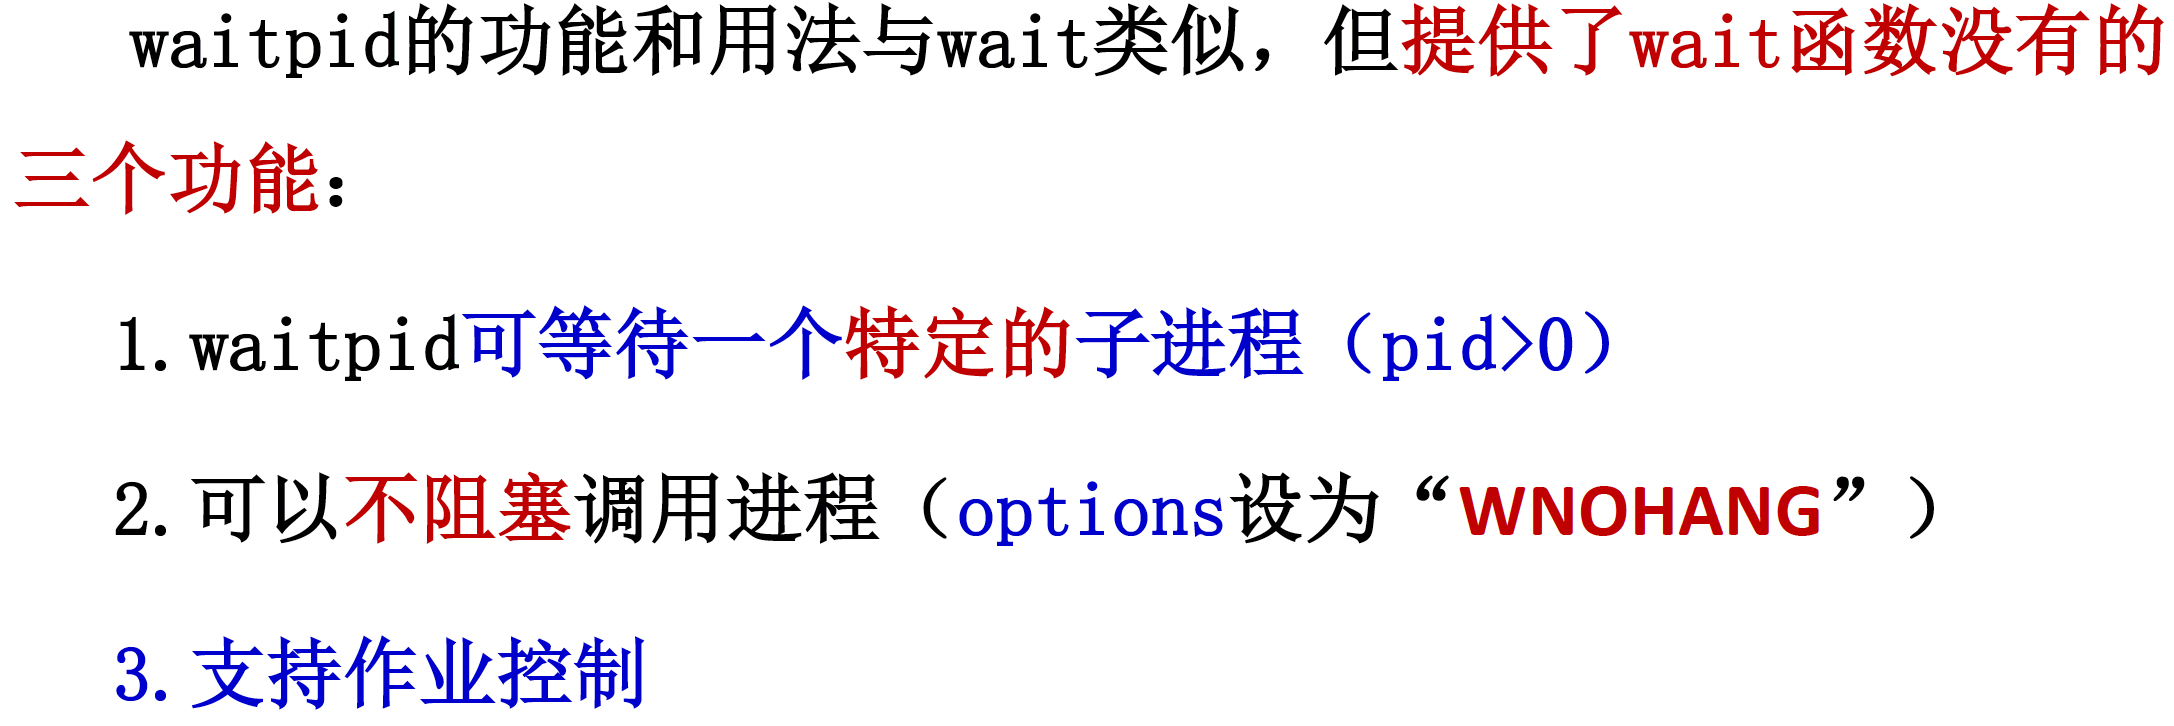 waitpid的功能和用法与wait类似，但提供了wait函数没有的
三个功能：
1.waitpid可等待一个特定的子进程（pid>0）
2.可以不阻塞调用进程（options设为“WNOHANG”）
3.支持作业控制